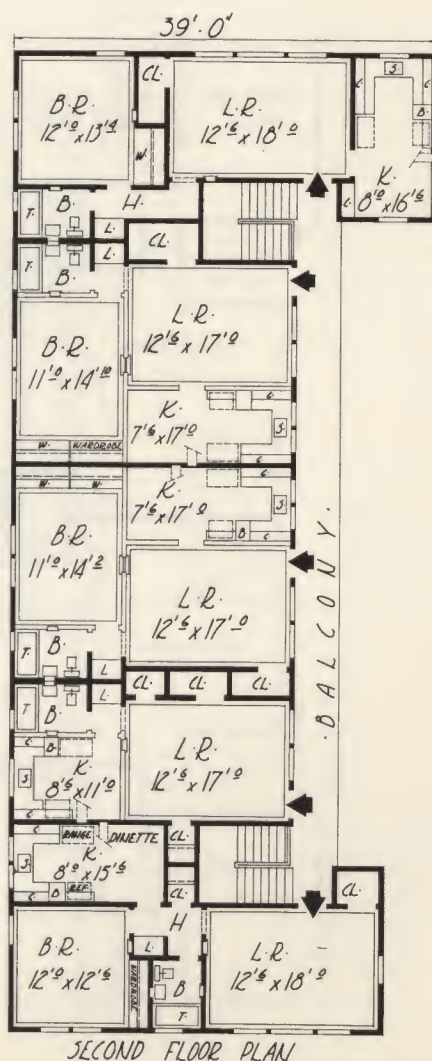 39'.0"
B.R. CL. L.R.
12'0 x 13'4 12'6 x 18'0
S.
C. C.
B.
W.
K.
8'0 x 16'6
T. B. H.
L. C.
T. B. L. CL.
L.R.
12'6 x 17'0
B.R.
11'0 x 14'10
K.
7'6 x 17'0
C.
S.
W. WARDROBE C.
W. W. K. C.
7'6 x 17'0 S.
B.R. B C.
11'0 x 14'2
L.R.
12'6 x 17'0
T. B. L.
CL. CL. CL.
T. B. L.
L.R.
12'6 x 17'0
C. B.
S. K.
8'6 x 11'0
.BALCONY.
C. RANGE DINETTE CL.
S. K.
8'0 x 15'6
C. B REF. CL.
CL.
H
B.R. L. L.R.
12'0 x 12'6 12'6 x 18'0
WARDROBE
B
T.
SECOND FLOOR PLAN